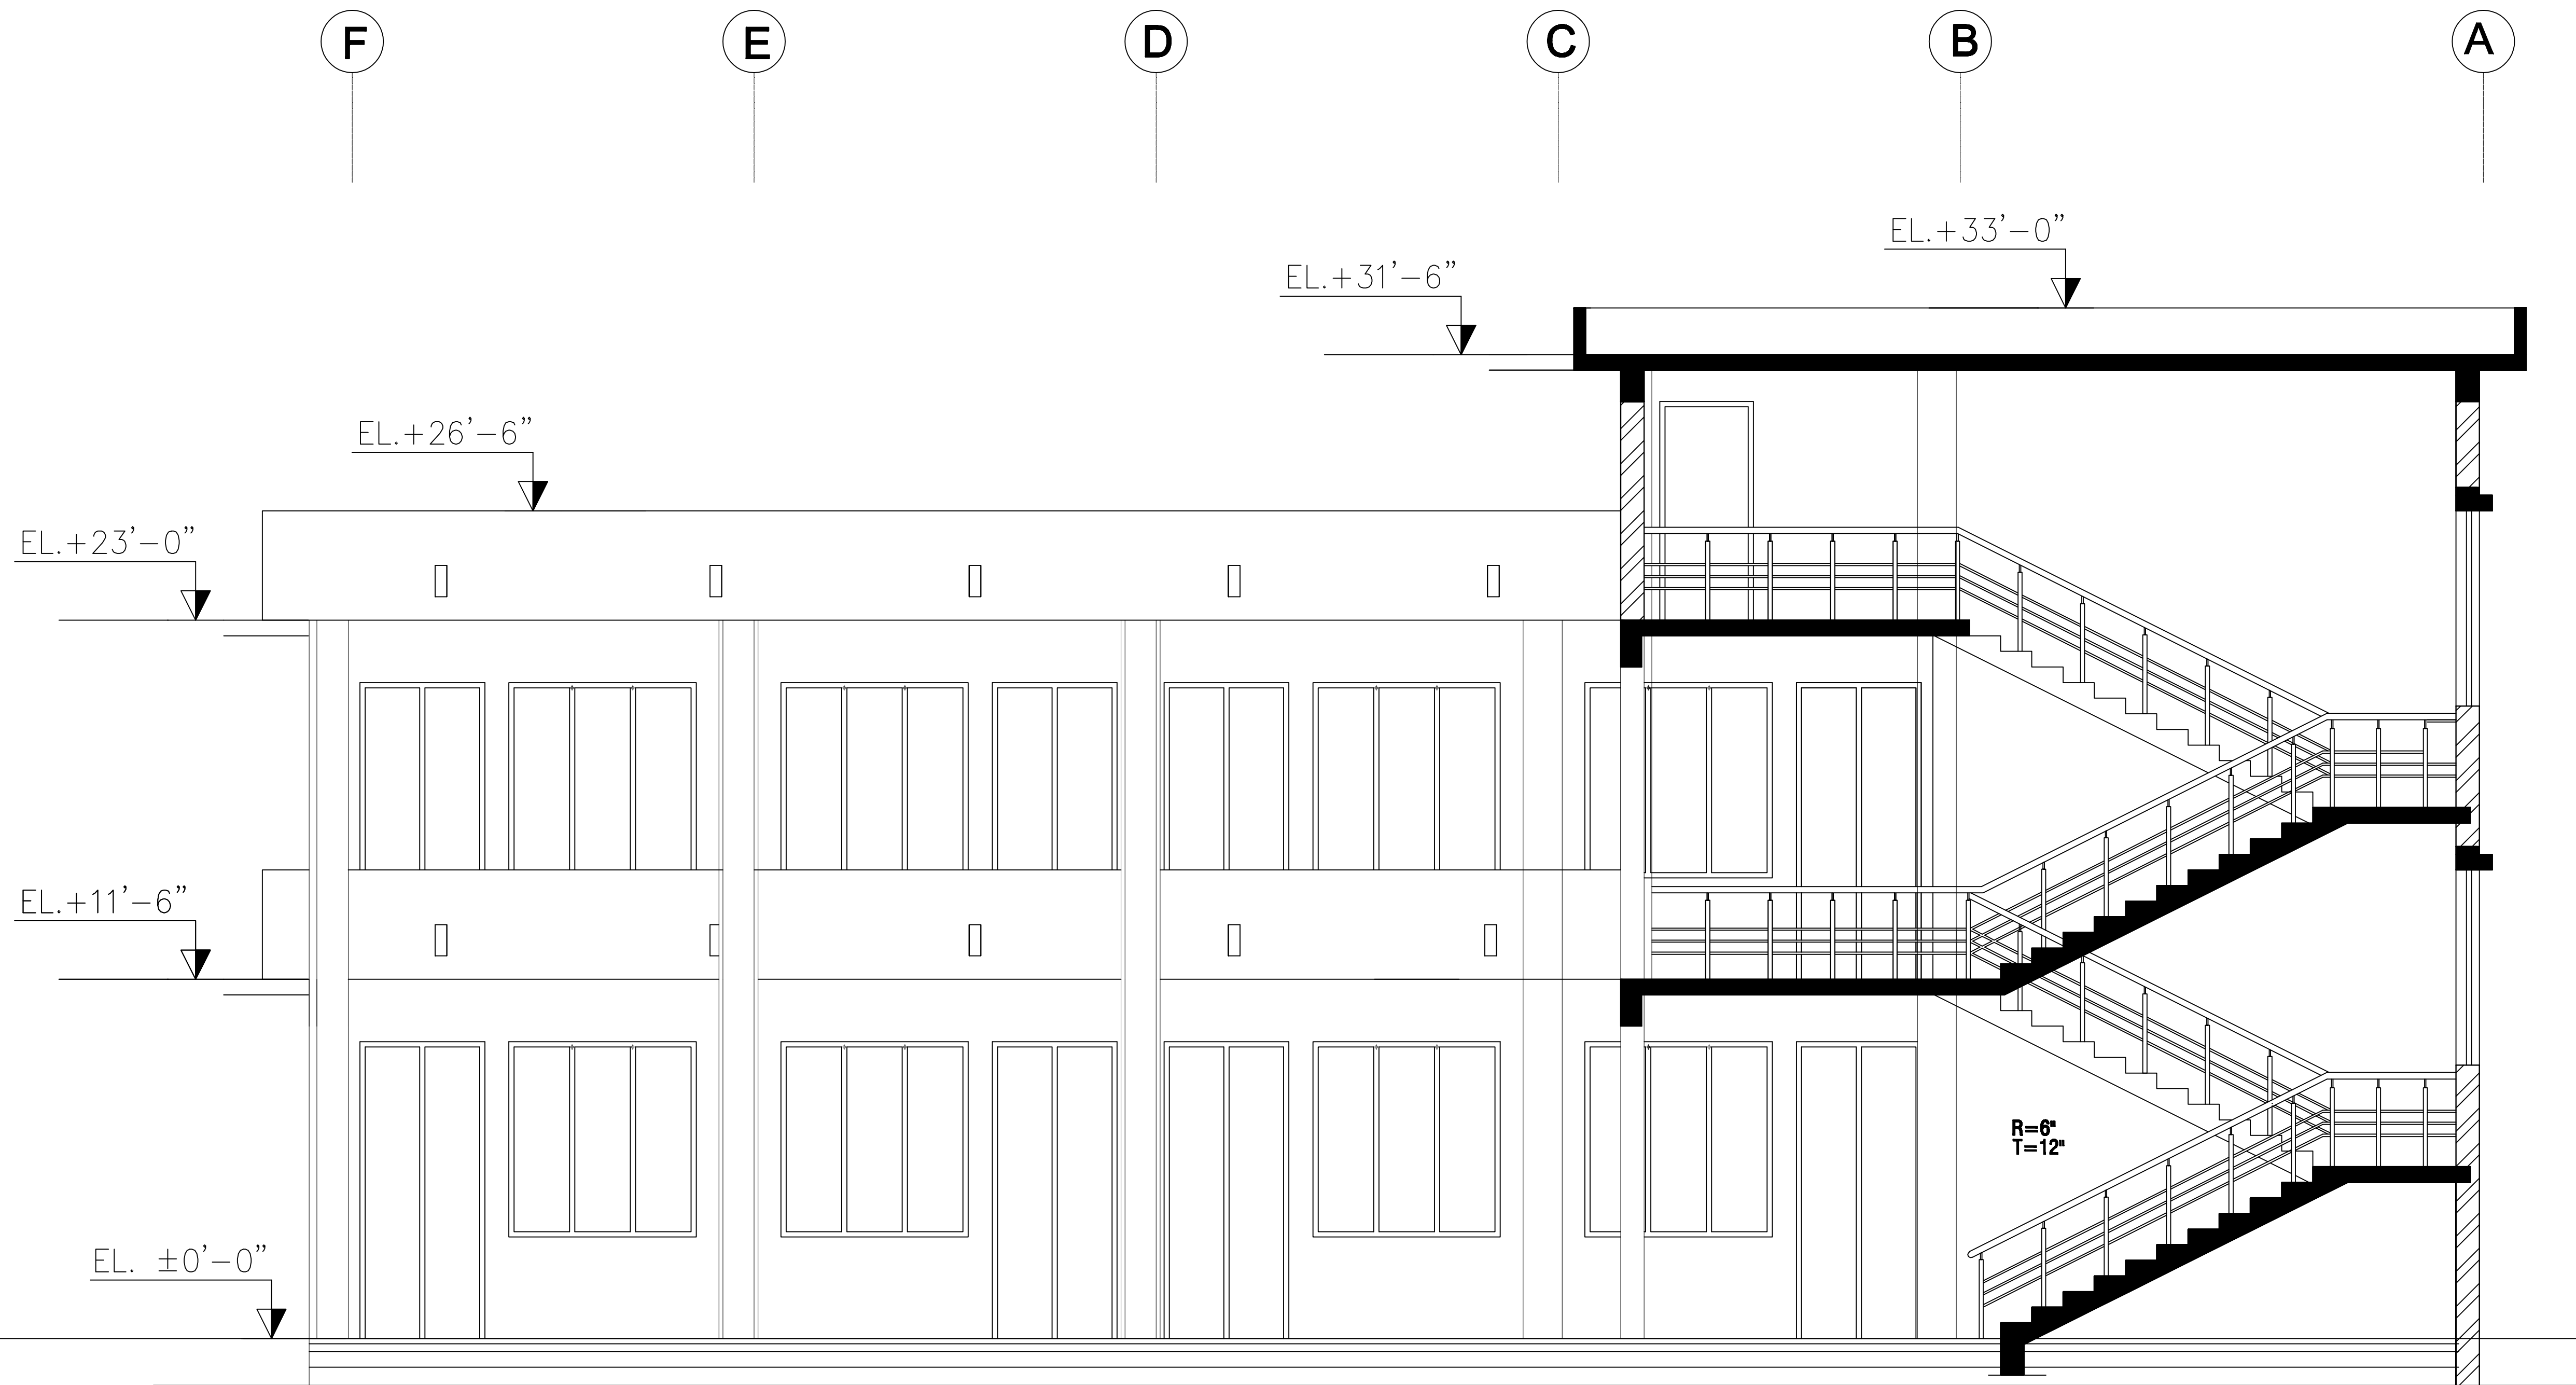 F
E
D
C
B
A
EL.+33’-0”
EL.+31’-6”
EL.+26’-6”
EL.+23’-0”
EL.+11’-6”
R=6"
T=12"
EL. ±0’-0”